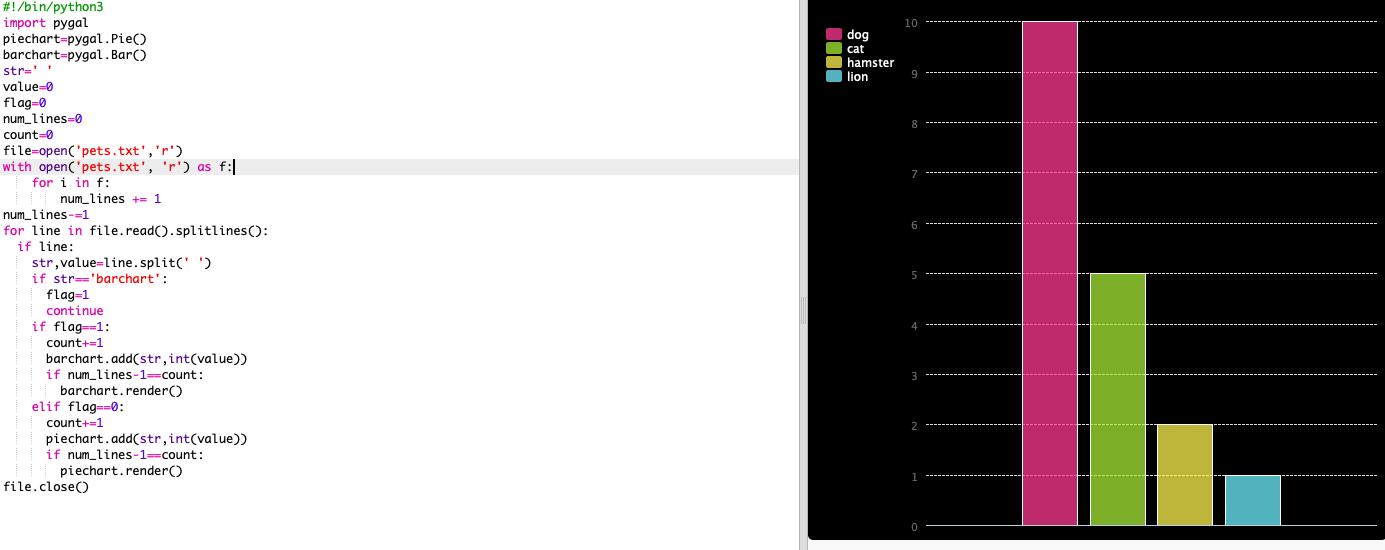 #!/bin/python3
import pygal
piechart=pygal.Pie()
barchart=pygal.Bar()
str=' '
value=0
flag=0
num_lines=0
count=0
file=open('pets.txt','r')
with open('pets.txt', 'r') as f:
    for i in f:
        num_lines += 1
num_lines-=1
for line in file.read().splitlines():
  if line:
    str,value=line.split(' ')
    if str=='barchart':
      flag=1
      continue
    if flag==1:
      count+=1
      barchart.add(str,int(value))
      if num_lines-1==count:
        barchart.render()
    elif flag==0:
      count+=1
      piechart.add(str,int(value))
      if num_lines-1==count:
        piechart.render()
file.close()
dog
cat
hamster
lion
10
9
8
7
6
5
4
3
2
1
0